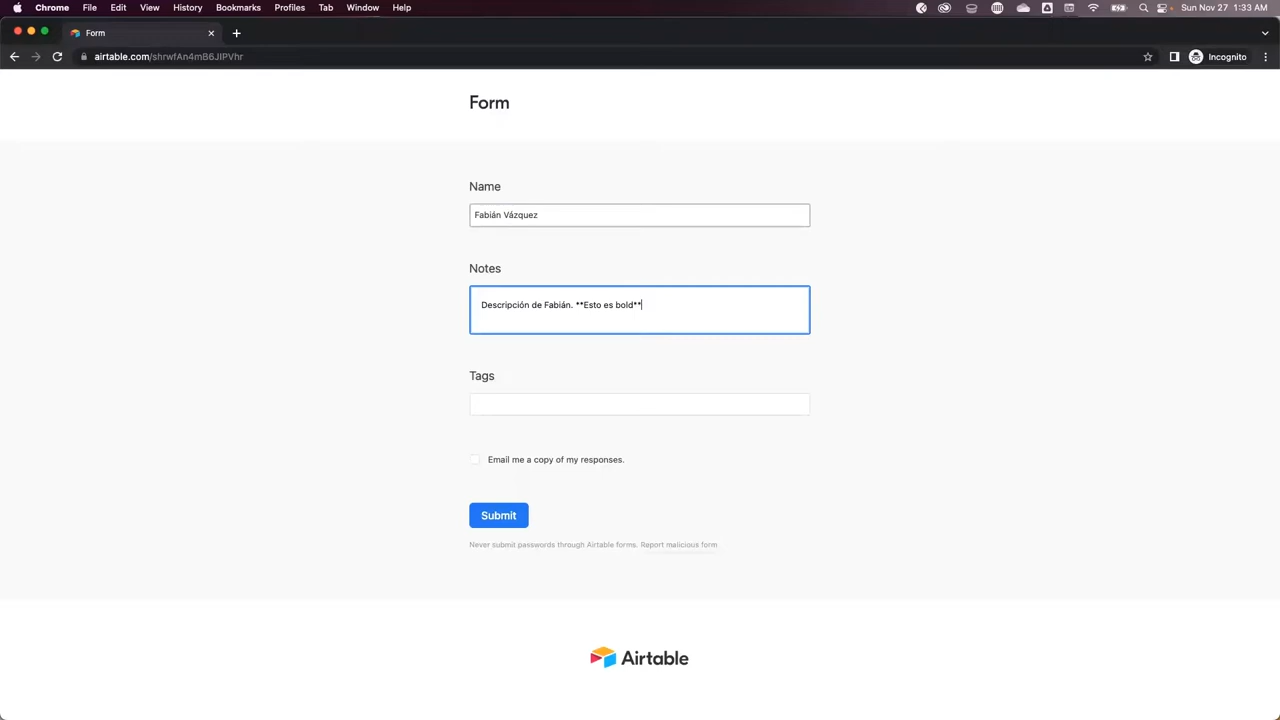 Chrome File Edit View History Bookmarks Profiles Tab Window Help Sun Nov 27 1:33 AM
Form
airtable.com/shrwfAn4mB6JIPVhr Incognito
Form
Name
Fabián Vázquez
Notes
Descripción de Fabián. **Esto es bold**
Tags
Email me a copy of my responses.
Submit
Never submit passwords through Airtable forms. Report malicious form
Airtable